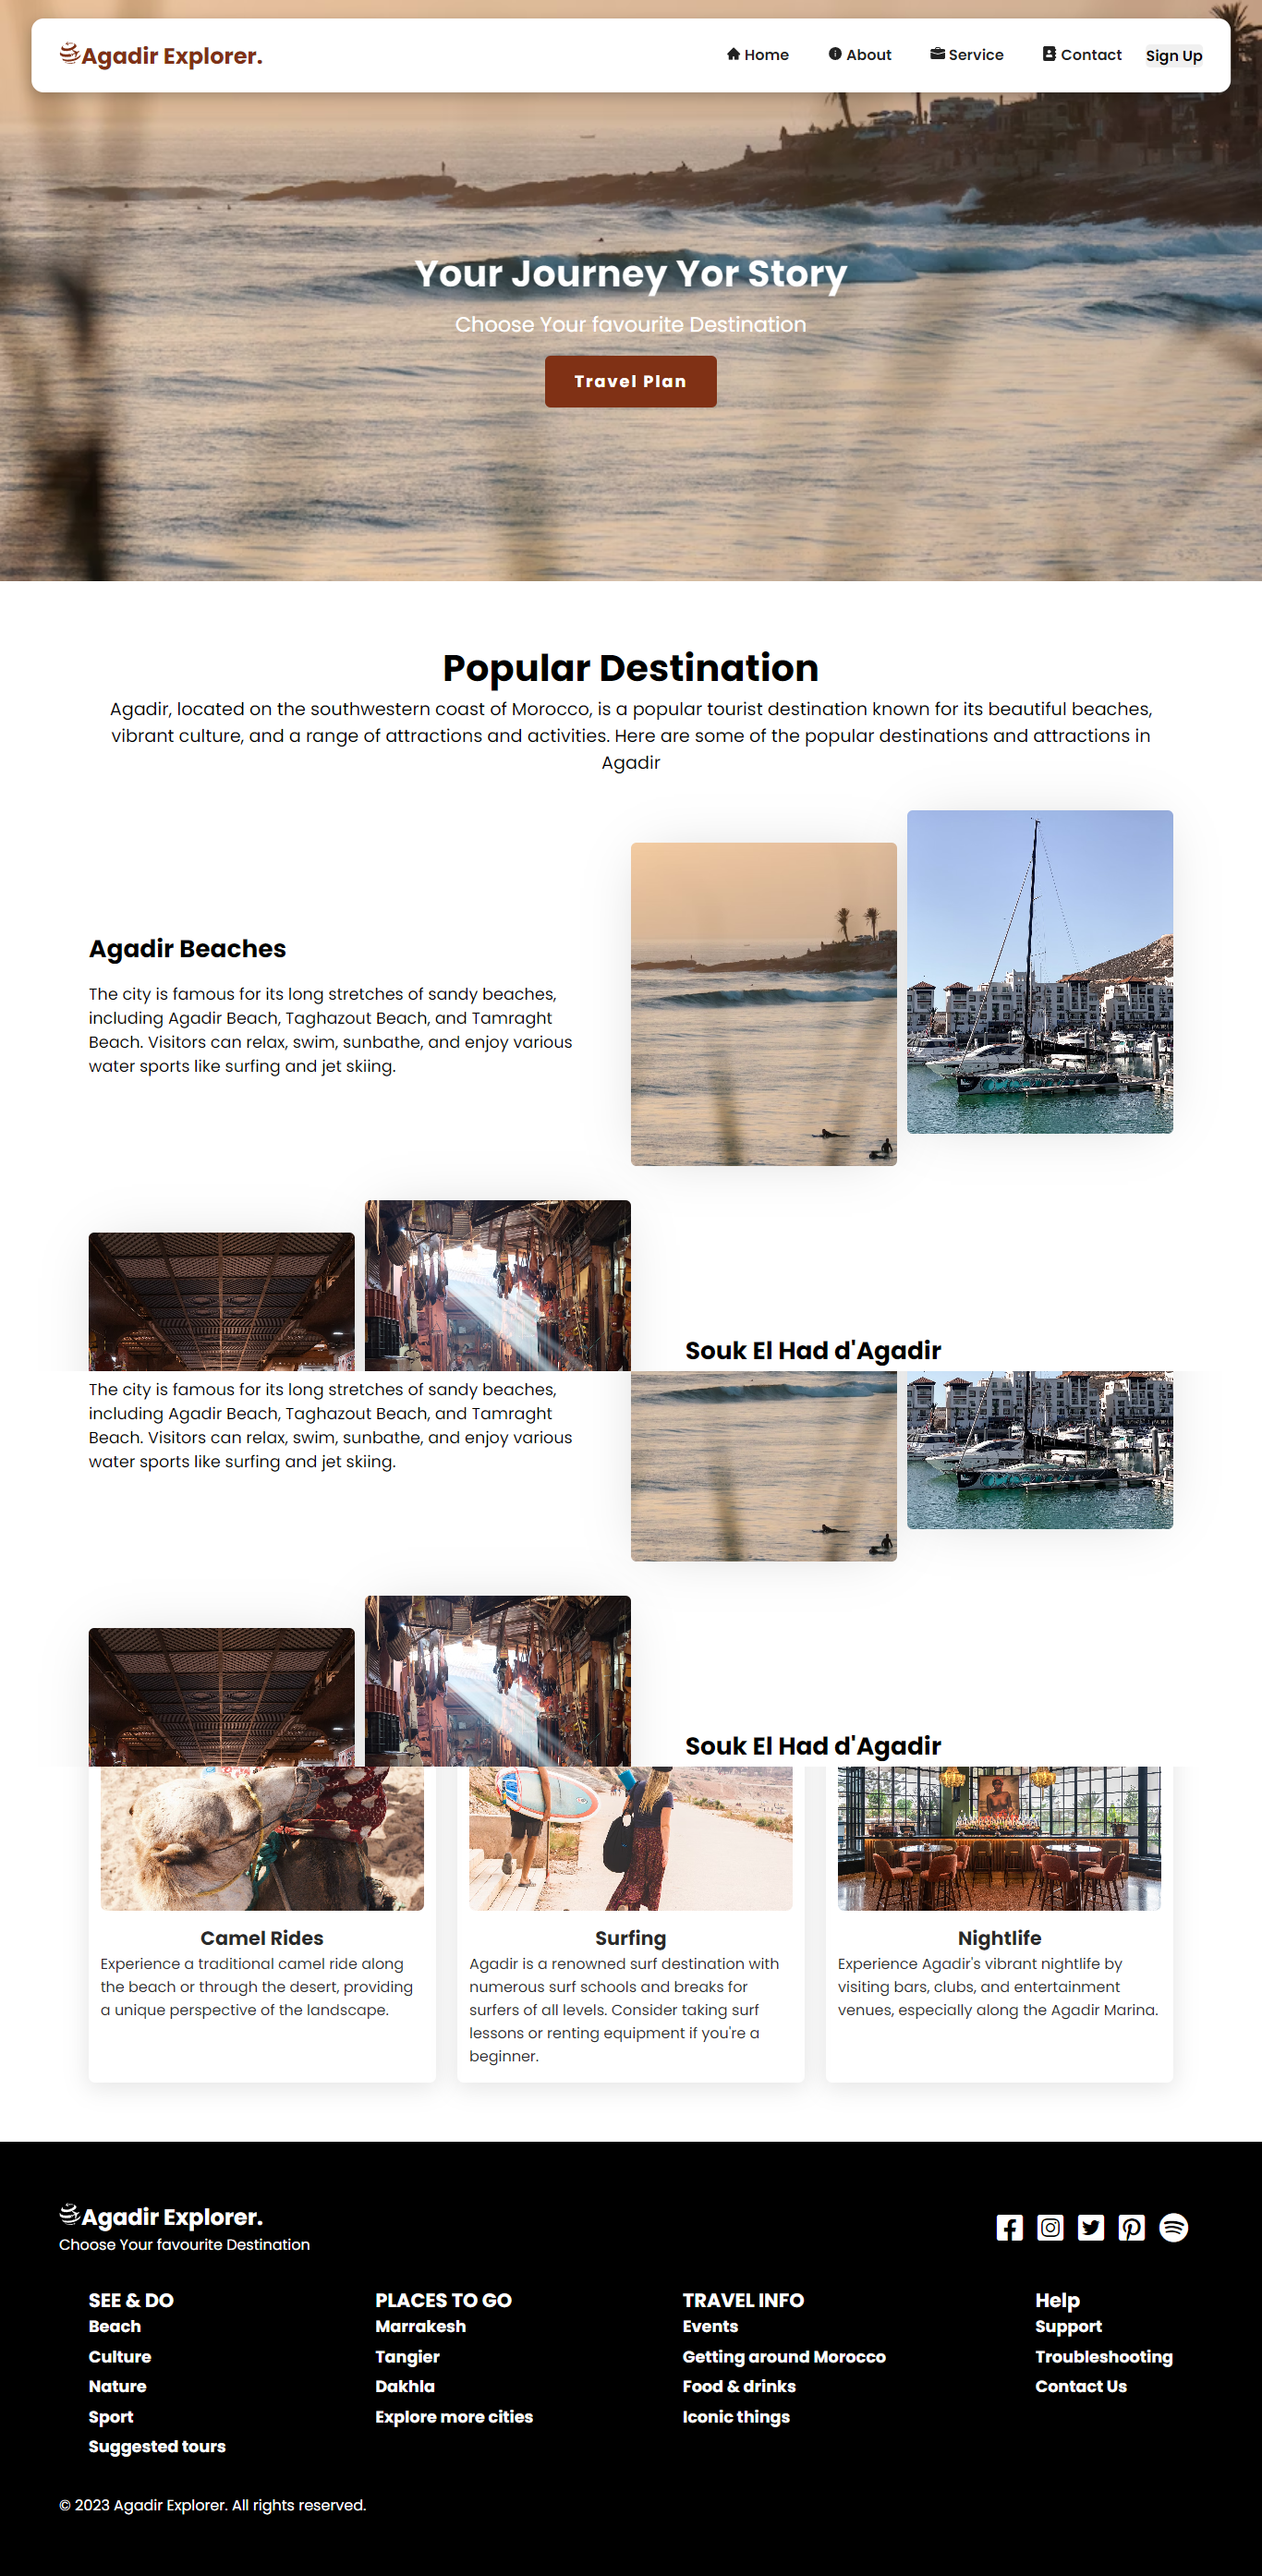 Agadir Explorer.
Home
About
Service
Contact
Sign Up
Your Journey Yor Story
Choose Your favourite Destination
Travel Plan
Popular Destination
Agadir, located on the southwestern coast of Morocco, is a popular tourist destination known for its beautiful beaches,
vibrant culture, and a range of attractions and activities. Here are some of the popular destinations and attractions in
Agadir
Agadir Beaches
The city is famous for its long stretches of sandy beaches,
including Agadir Beach, Taghazout Beach, and Tamraght
Beach. Visitors can relax, swim, sunbathe, and enjoy various
water sports like surfing and jet skiing.
Souk El Had d'Agadir
The city is famous for its long stretches of sandy beaches,
including Agadir Beach, Taghazout Beach, and Tamraght
Beach. Visitors can relax, swim, sunbathe, and enjoy various
water sports like surfing and jet skiing.
Souk El Had d'Agadir
Camel Rides
Experience a traditional camel ride along
the beach or through the desert, providing
a unique perspective of the landscape.
Surfing
Agadir is a renowned surf destination with
numerous surf schools and breaks for
surfers of all levels. Consider taking surf
lessons or renting equipment if you're a
beginner.
Nightlife
Experience Agadir's vibrant nightlife by
visiting bars, clubs, and entertainment
venues, especially along the Agadir Marina.
Agadir Explorer.
Choose Your favourite Destination
SEE & DO
Beach
Culture
Nature
Sport
Suggested tours
PLACES TO GO
Marrakesh
Tangier
Dakhla
Explore more cities
TRAVEL INFO
Events
Getting around Morocco
Food & drinks
Iconic things
Help
Support
Troubleshooting
Contact Us
© 2023 Agadir Explorer. All rights reserved.